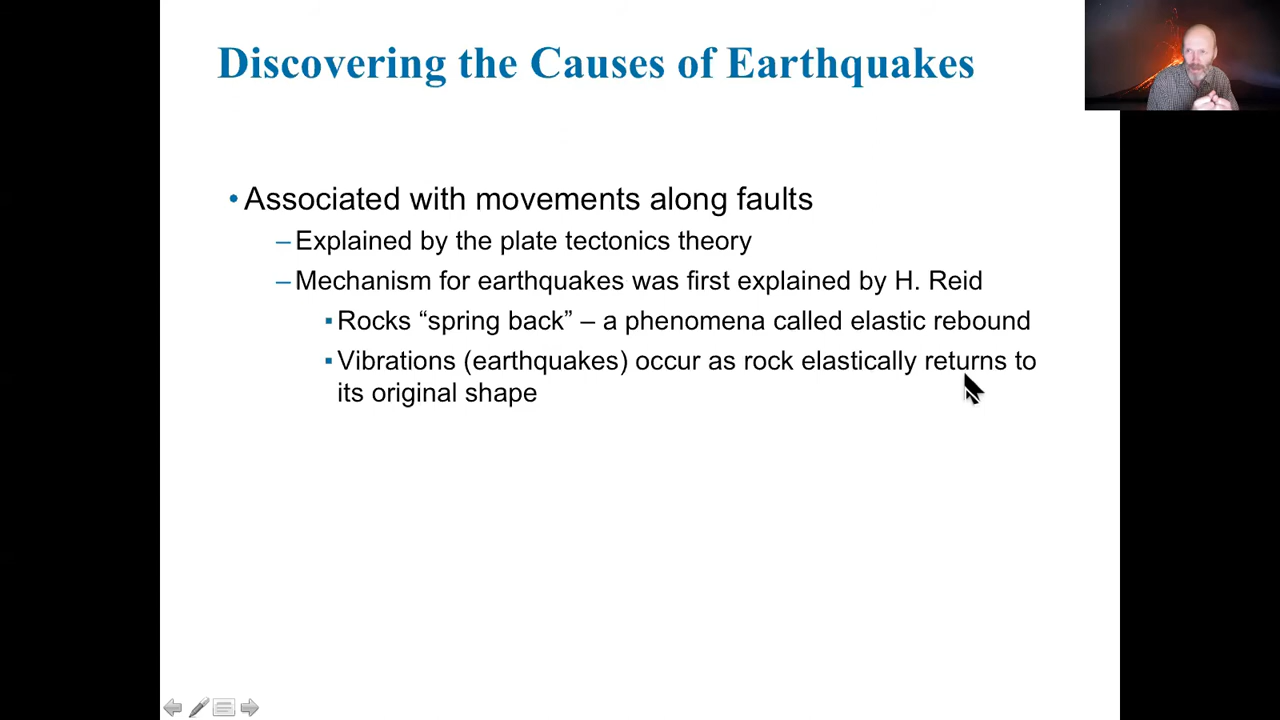 Discovering the Causes of Earthquakes
• Associated with movements along faults
– Explained by the plate tectonics theory
– Mechanism for earthquakes was first explained by H. Reid
▪ Rocks “spring back” – a phenomena called elastic rebound
▪ Vibrations (earthquakes) occur as rock elastically returns to
its original shape